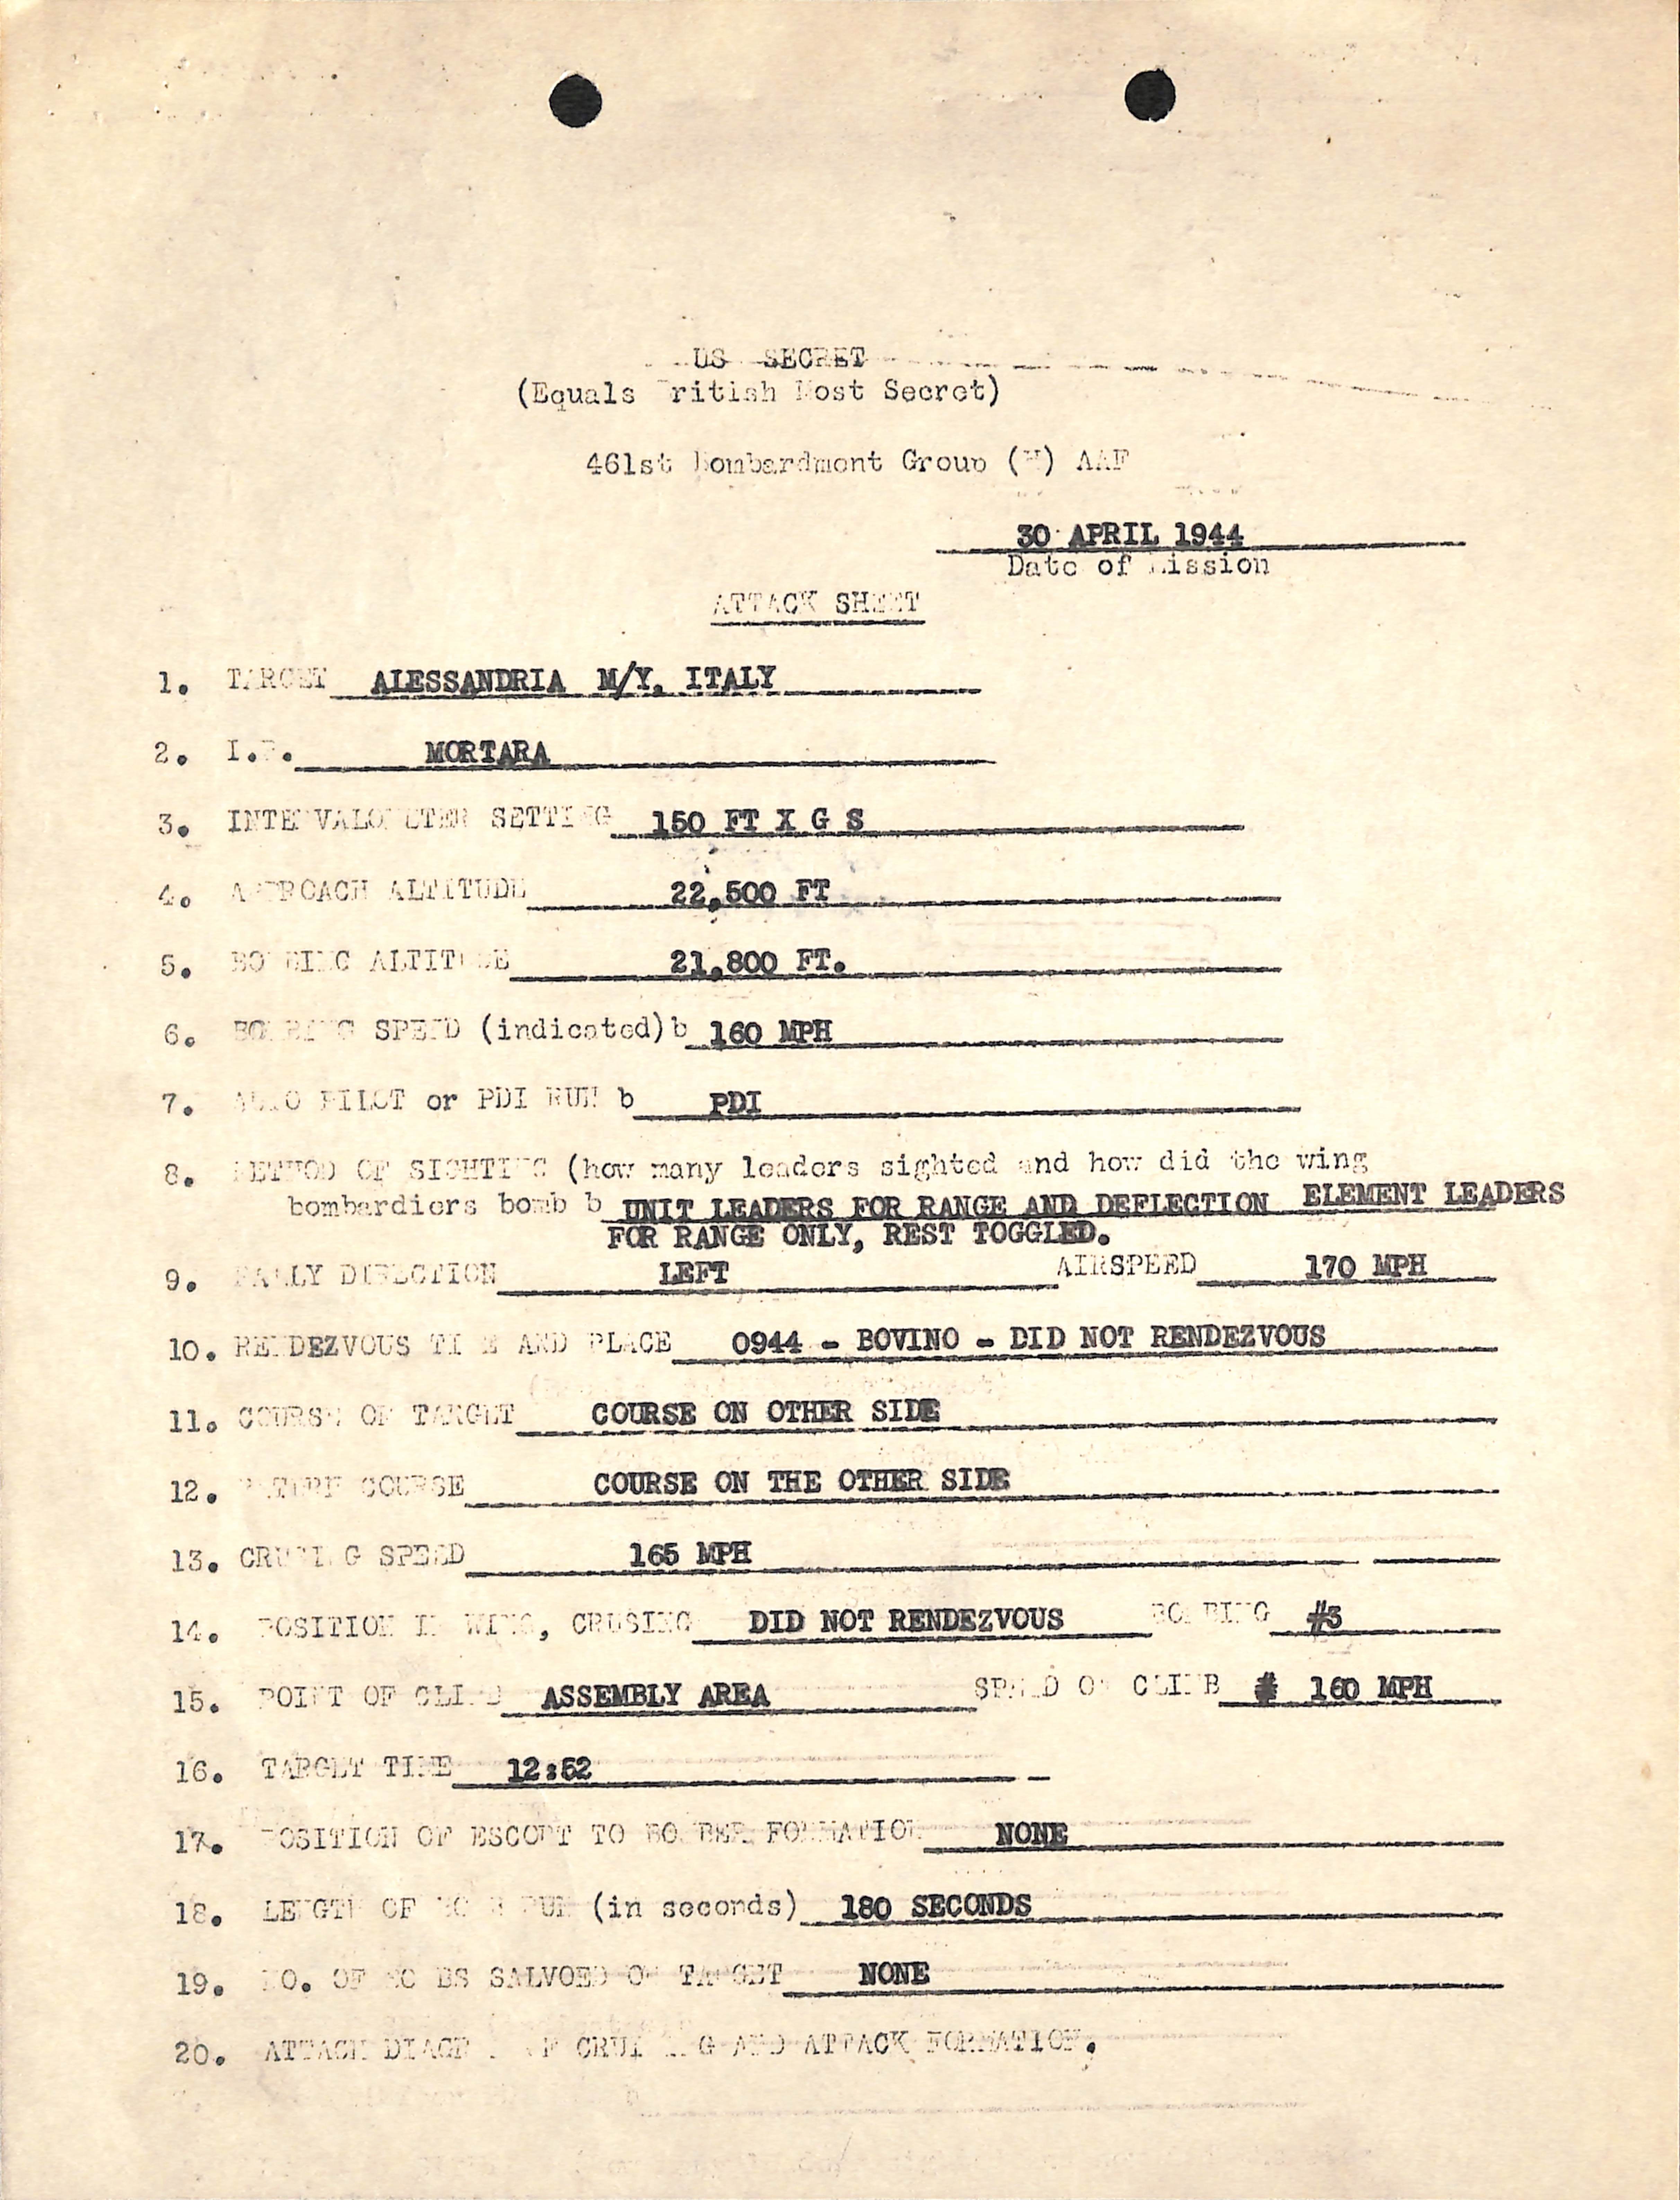 US SECRET
(Equals British Most Secret)
461st Bombardment Group (H) AAF
30 APRIL 1944
Date of Mission
ATTACK SHEET
1. TARGET ALESSANDRIA M/Y, ITALY
2. I.P. MORTARA
3. INTERVALOMETER SETTING 150 FT X G S
4. APPROACH ALTITUDE 22,500 FT
5. BOMBING ALTITUDE 21,800 FT.
6. BOMBING SPEED (indicated)b 160 MPH
7. AUTO PILOT or PDI RUN b PDI
8. METHOD OF SIGHTING (how many leaders sighted and how did the wing
bombardiers bomb b UNIT LEADERS FOR RANGE AND DEFLECTION ELEMENT LEADERS
FOR RANGE ONLY, REST TOGGLED.
9. RALLY DIRECTION LEFT AIRSPEED 170 MPH
10. RENDEZVOUS TIME AND PLACE 0944 - BOVINO - DID NOT RENDEZVOUS
11. COURSE ON TARGET COURSE ON OTHER SIDE
12. RETURN COURSE COURSE ON THE OTHER SIDE
13. CRUSING SPEED 165 MPH
14. POSITION IN WING, CRUSING DID NOT RENDEZVOUS BOMBING #3
15. POINT OF CLIMB ASSEMBLY AREA SPEED OF CLIMB # 160 MPH
16. TARGET TIME 12:52
17. POSITION OF ESCORT TO BOMBER FORMATION NONE
18. LENGTH OF BOMB RUN (in seconds) 180 SECONDS
19. NO. OF BOMBS SALVOED ON TARGET NONE
20. ATTACH DIAGRAM OF CRUISING AND ATTACK FORMATION.